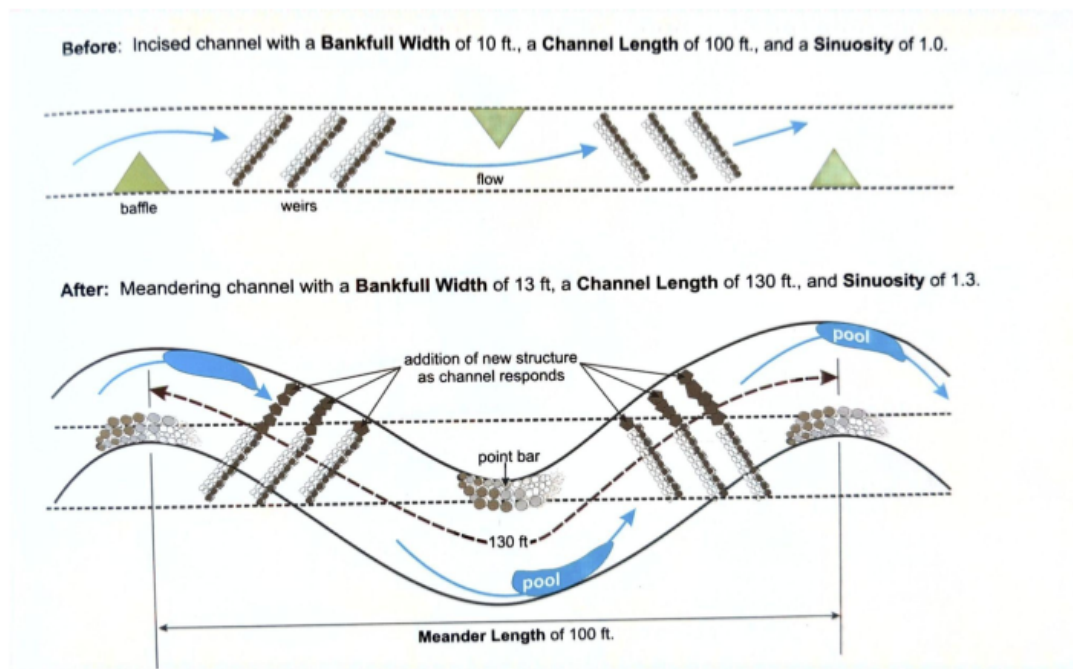 Before: Incised channel with a Bankfull Width of 10 ft., a Channel Length of 100 ft., and a Sinuosity of 1.0.
flow
baffle
weirs
After: Meandering channel with a Bankfull Width of 13 ft, a Channel Length of 130 ft., and Sinuosity of 1.3.
pool
addition of new structure
as channel responds
point bar
130 ft
pool
Meander Length of 100 ft.